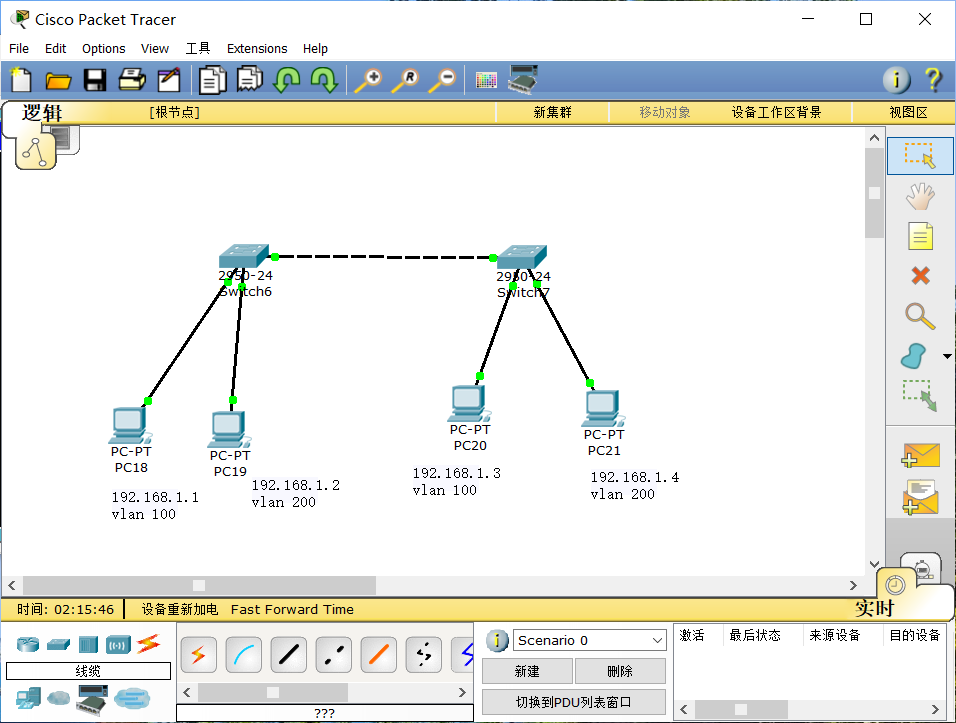 Cisco Packet Tracer
File Edit Options View 工具 Extensions Help
逻辑 [根节点] 新集群 移动对象 设备工作区背景 视图区
2950-24
Switch6
2950-24
Switch7
PC-PT
PC18
PC-PT
PC19
PC-PT
PC20
PC-PT
PC21
192.168.1.1
vlan 100
192.168.1.2
vlan 200
192.168.1.3
vlan 100
192.168.1.4
vlan 200
时间: 02:15:46 设备重新加电 Fast Forward Time 实时
线缆
???
Scenario 0
新建 删除
切换到PDU列表窗口
激活 最后状态 来源设备 目的设备